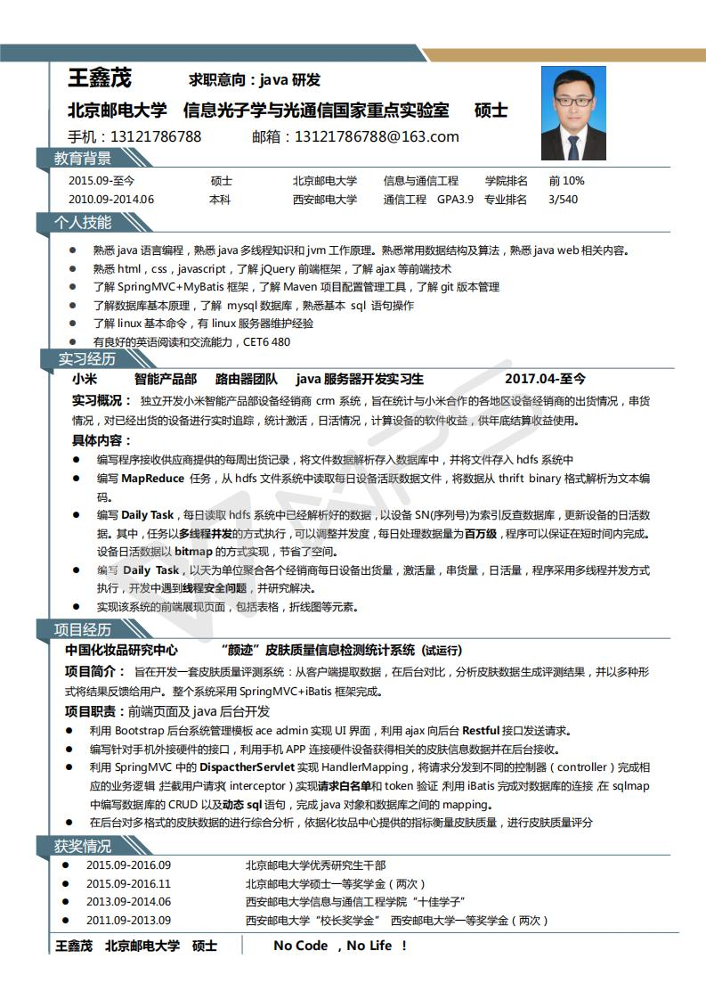 王鑫茂 求职意向：java 研发
北京邮电大学 信息光子学与光通信国家重点实验室 硕士
手机：13121786788 邮箱：13121786788@163.com
教育背景
2015.09-至今 硕士 北京邮电大学 信息与通信工程 学院排名 前 10%
2010.09-2014.06 本科 西安邮电大学 通信工程 GPA3.9 专业排名 3/540
个人技能
● 熟悉 java 语言编程，熟悉 java 多线程知识和 jvm 工作原理。熟悉常用数据结构及算法，熟悉 java web 相关内容。
● 熟悉 html，css，javascript，了解 jQuery 前端框架，了解 ajax 等前端技术
● 了解 SpringMVC+MyBatis 框架，了解 Maven 项目配置管理工具，了解 git 版本管理
● 了解数据库基本原理，了解 mysql 数据库，熟悉基本 sql 语句操作
● 了解 linux 基本命令，有 linux 服务器维护经验
● 有良好的英语阅读和交流能力，CET6 480
实习经历
小米 智能产品部 路由器团队 java 服务器开发实习生 2017.04-至今
实习概况： 独立开发小米智能产品部设备经销商 crm 系统，旨在统计与小米合作的各地区设备经销商的出货情况，串货
情况，对已经出货的设备进行实时追踪，统计激活，日活情况，计算设备的软件收益，供年底结算收益使用。
具体内容：
● 编写程序接收供应商提供的每周出货记录，将文件数据解析存入数据库中，并将文件存入 hdfs 系统中
● 编写 MapReduce 任务，从 hdfs 文件系统中读取每日设备活跃数据文件，将数据从 thrift binary 格式解析为文本编
码。
● 编写 Daily Task，每日读取 hdfs 系统中已经解析好的数据，以设备 SN(序列号)为索引反查数据库，更新设备的日活数
据。其中，任务以多线程并发的方式执行，可以调整并发度，每日处理数据量为百万级，程序可以保证在短时间内完成。
设备日活数据以 bitmap 的方式实现，节省了空间。
● 编写 Daily Task，以天为单位聚合各个经销商每日设备出货量，激活量，串货量，日活量，程序采用多线程并发方式
执行，开发中遇到线程安全问题，并研究解决。
● 实现该系统的前端展现页面，包括表格，折线图等元素。
项目经历
中国化妆品研究中心 “颜迹”皮肤质量信息检测统计系统 (试运行)
项目简介： 旨在开发一套皮肤质量评测系统：从客户端提取数据，在后台对比，分析皮肤数据生成评测结果，并以多种形
式将结果反馈给用户。整个系统采用 SpringMVC+iBatis 框架完成。
项目职责：前端页面及 java 后台开发
● 利用 Bootstrap 后台系统管理模板 ace admin 实现 UI 界面，利用 ajax 向后台 Restful 接口发送请求。
● 编写针对手机外接硬件的接口，利用手机 APP 连接硬件设备获得相关的皮肤信息数据并在后台接收。
● 利用 SpringMVC 中的 DispactherServlet 实现 HandlerMapping，将请求分发到不同的控制器（controller）完成相
应的业务逻辑，拦截用户请求（interceptor），实现请求白名单和 token 验证，利用 iBatis 完成对数据库的连接，在 sqlmap
中编写数据库的 CRUD 以及动态 sql 语句，完成 java 对象和数据库之间的 mapping。
● 在后台对多格式的皮肤数据的进行综合分析，依据化妆品中心提供的指标衡量皮肤质量，进行皮肤质量评分
获奖情况
● 2015.09-2016.09 北京邮电大学优秀研究生干部
● 2015.09-2016.11 北京邮电大学硕士一等奖学金（两次）
● 2013.09-2014.06 西安邮电大学信息与通信工程学院“十佳学子”
● 2011.09-2013.09 西安邮电大学“校长奖学金” 西安邮电大学一等奖学金（两次）
王鑫茂 北京邮电大学 硕士 No Code ，No Life ！
WPS